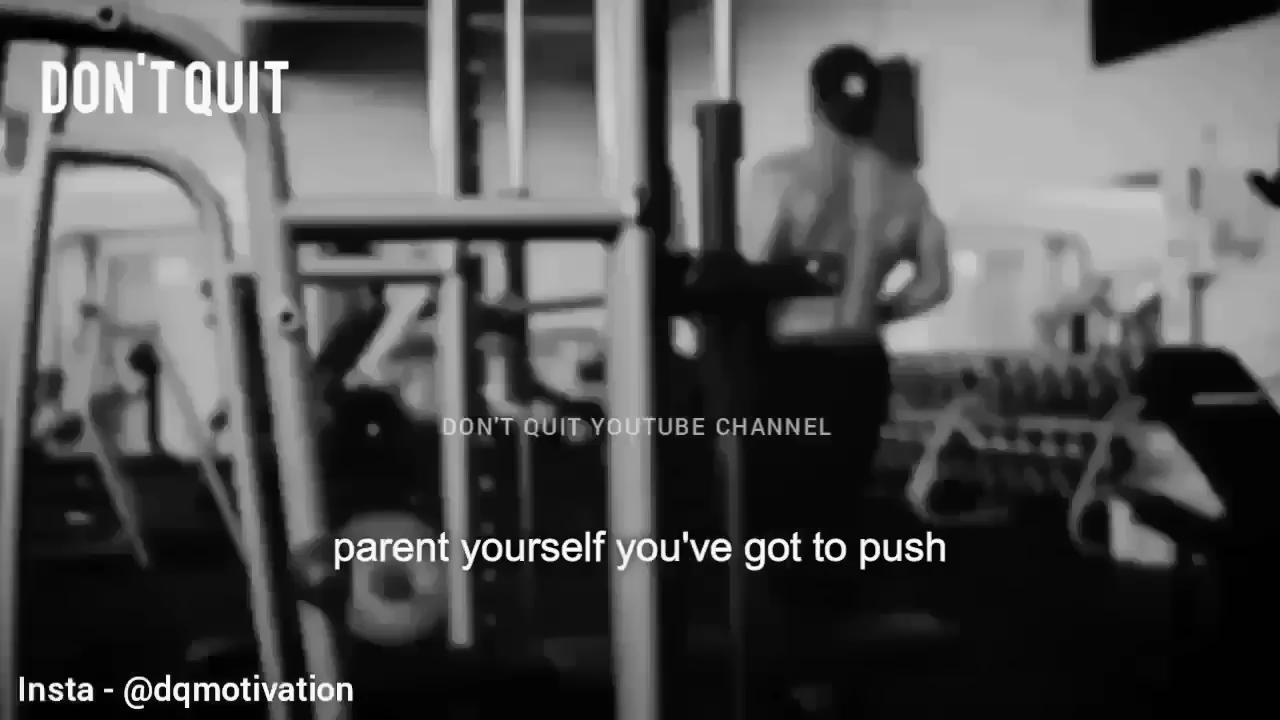 DON'T QUIT
DON'T QUIT YOUTUBE CHANNEL
parent yourself you've got to push
Insta - @dqmotivation